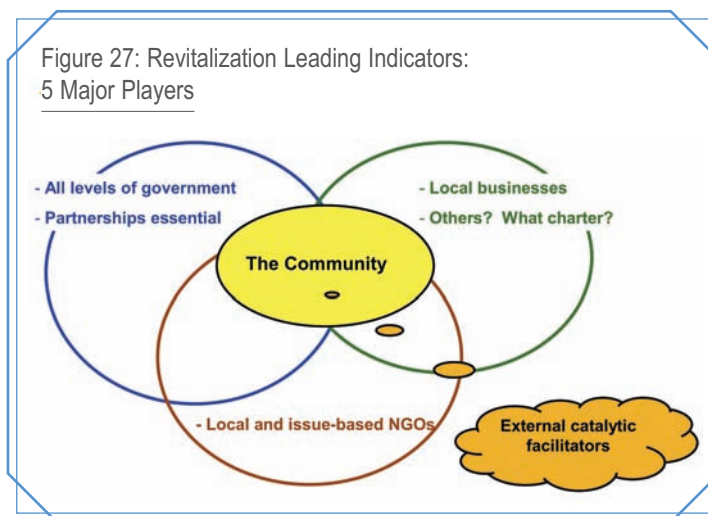 Figure 27: Revitalization Leading Indicators:
5 Major Players
- All levels of government
- Partnerships essential
- Local businesses
- Others? What charter?
The Community
- Local and issue-based NGOs
External catalytic
facilitators